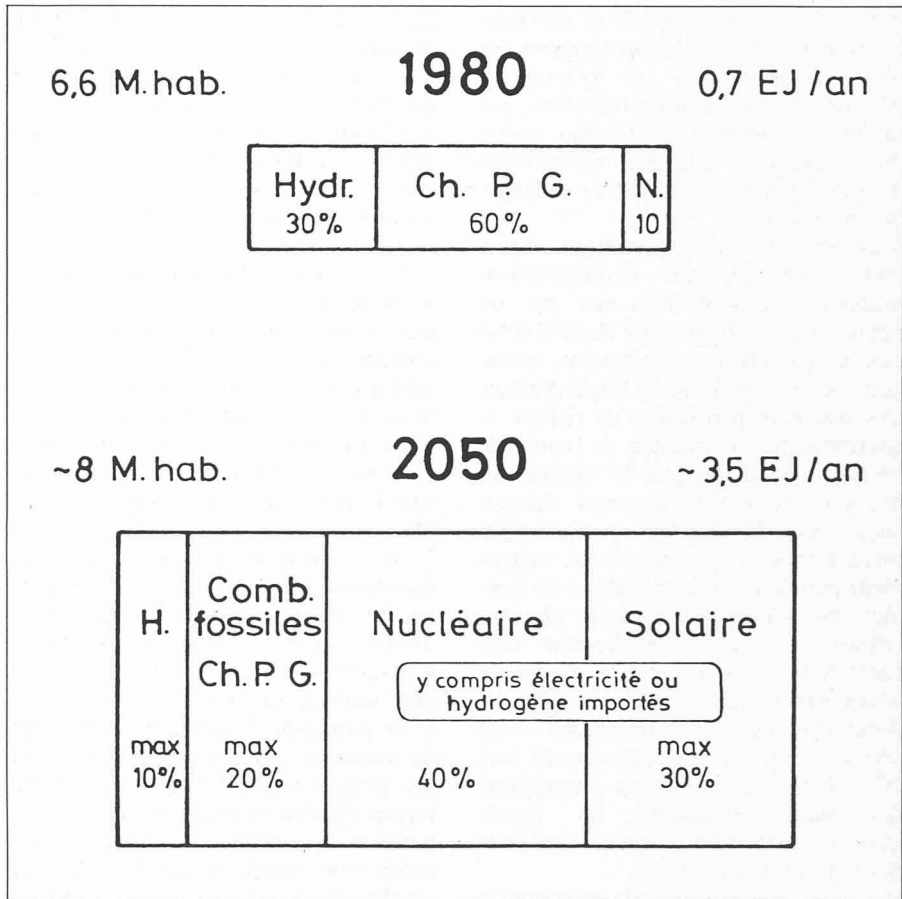 6,6 M. hab. 1980 0,7 EJ/an
Hydr. Ch. P. G. N.
30% 60% 10
~8 M. hab. 2050 ~3,5 EJ/an
Comb.
H. fossiles Nucléaire Solaire
Ch. P. G.
y compris électricité ou
hydrogène importés
max max max
10% 20% 40% 30%